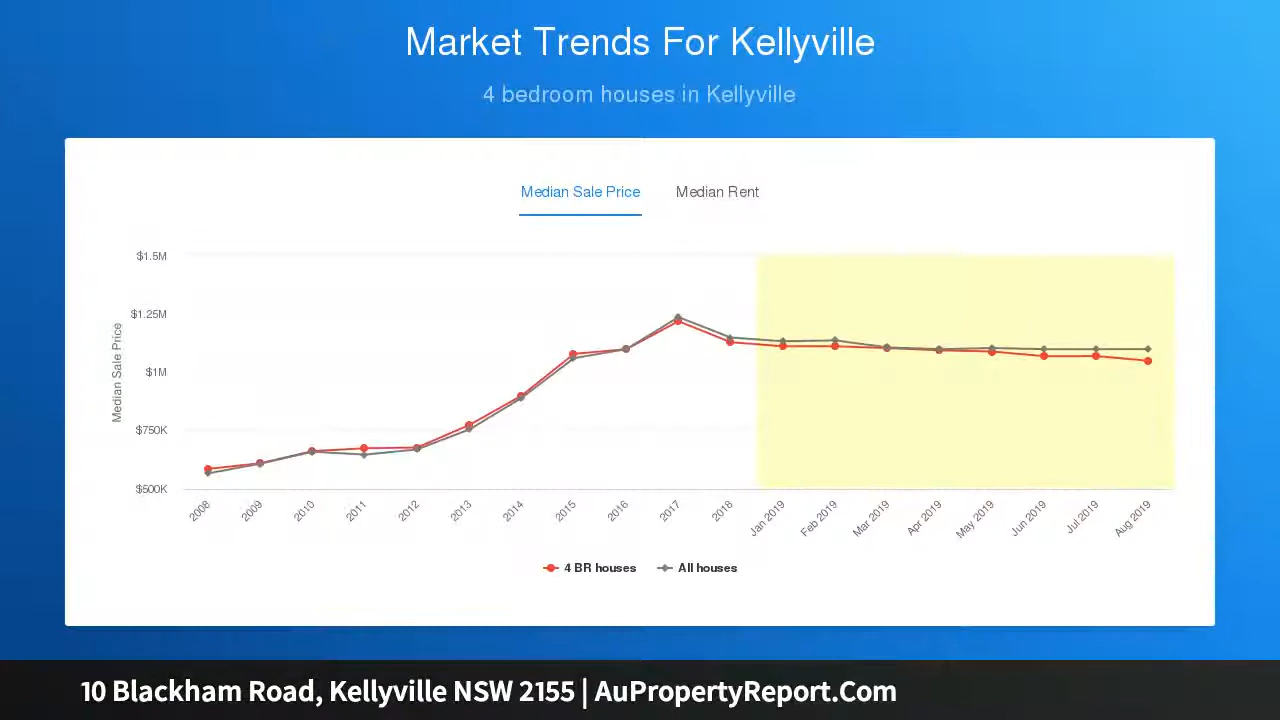 Market Trends For Kellyville
4 bedroom houses in Kellyville
Median Sale Price Median Rent
Median Sale Price
$1.5M
$1.25M
$1M
$750K
$500K
2008 2009 2010 2011 2012 2013 2014 2015 2016 2017 2018 Jan 2019 Feb 2019 Mar 2019 Apr 2019 May 2019 Jun 2019 Jul 2019 Aug 2019
4 BR houses All houses
10 Blackham Road, Kellyville NSW 2155 | AuPropertyReport.Com